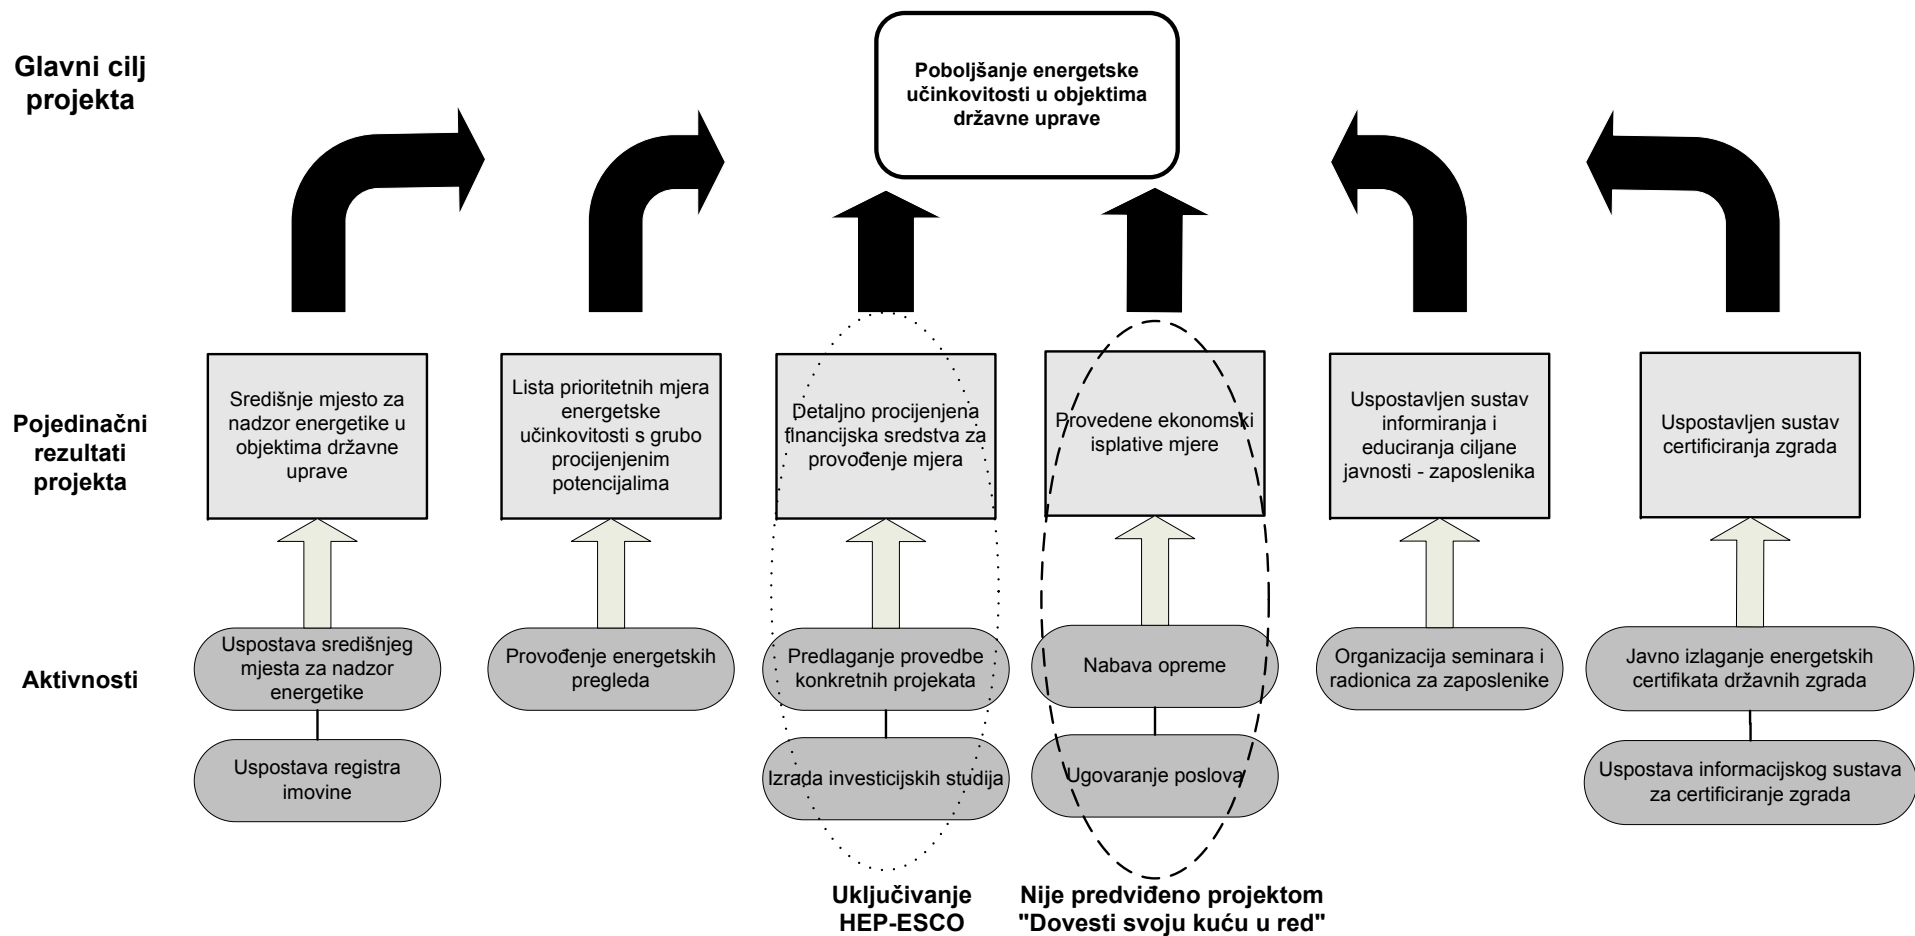 Glavni cilj
projekta
Poboljšanje energetske
učinkovitosti u objektima
državne uprave
Pojedinačni
rezultati
projekta
Središnje mjesto za
nadzor energetike u
objektima državne
uprave
Lista prioritetnih mjera
energetske
učinkovitosti s grubo
procijenjenim
potencijalima
Detaljno procijenjena
financijska sredstva za
provođenje mjera
Provedene ekonomski
isplative mjere
Uspostavljen sustav
informiranja i
educiranja ciljane
javnosti - zaposlenika
Uspostavljen sustav
certificiranja zgrada
Aktivnosti
Uspostava središnjeg
mjesta za nadzor
energetike
Provođenje energetskih
pregleda
Predlaganje provedbe
konkretnih projekata
Nabava opreme
Organizacija seminara i
radionica za zaposlenike
Javno izlaganje energetskih
certifikata državnih zgrada
Uspostava registra
imovine
Izrada investicijskih studija
Ugovaranje poslova
Uspostava informacijskog sustava
za certificiranje zgrada
Uključivanje
HEP-ESCO
Nije predviđeno projektom
"Dovesti svoju kuću u red"